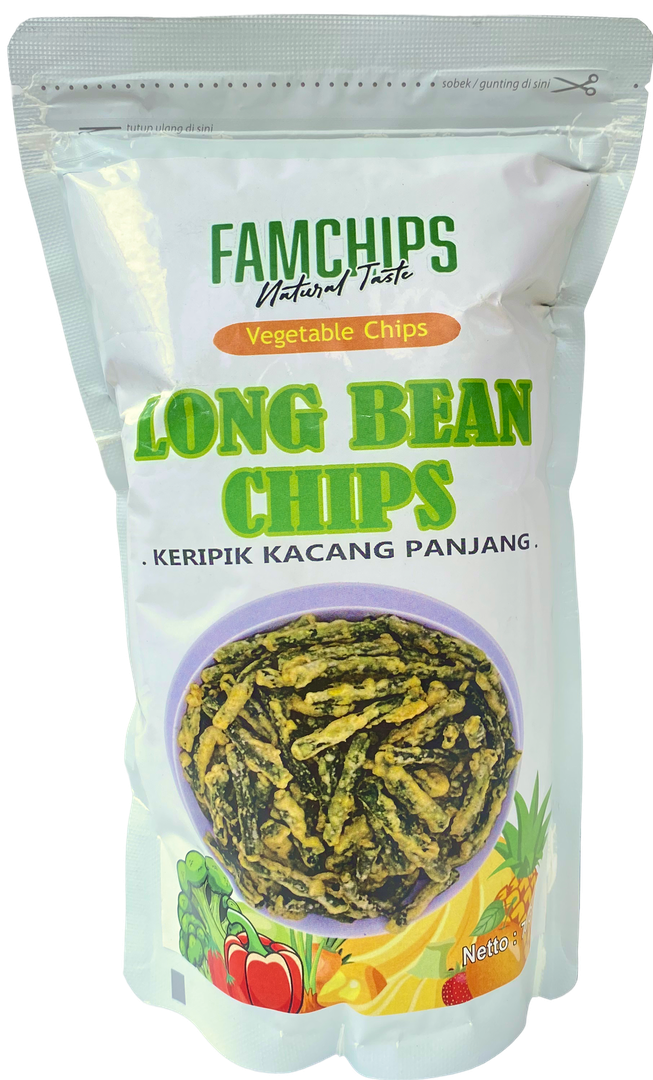 sobek / gunting di sini
tutup ulang di sini
FAMCHIPS
Natural Taste
Vegetable Chips
LONG BEAN
CHIPS
. KERIPIK KACANG PANJANG .
Netto :